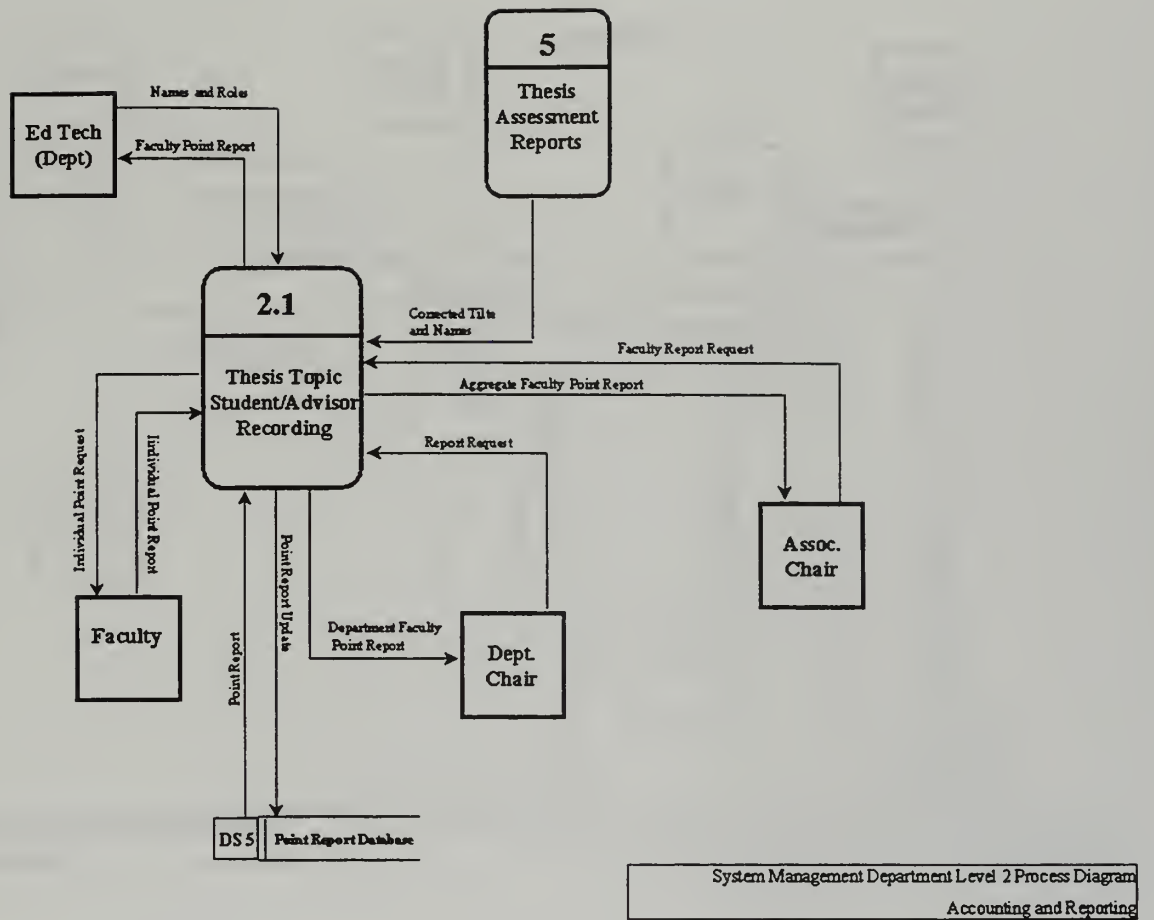 5
Thesis
Assessment
Reports
Names and Roles
Ed Tech
(Dept)
Faculty Point Report
2.1
Thesis Topic
Student/Advisor
Recording
Corrected Title
and Names
Faculty Report Request
Aggregate Faculty Point Report
Report Request
Individual Point Request
Individual Point Report
Assoc.
Chair
Faculty
Point Report
Point Report Update
Department Faculty
Point Report
Dept.
Chair
DS 5
Point Report Database
System Management Department Level 2 Process Diagram
Accounting and Reporting